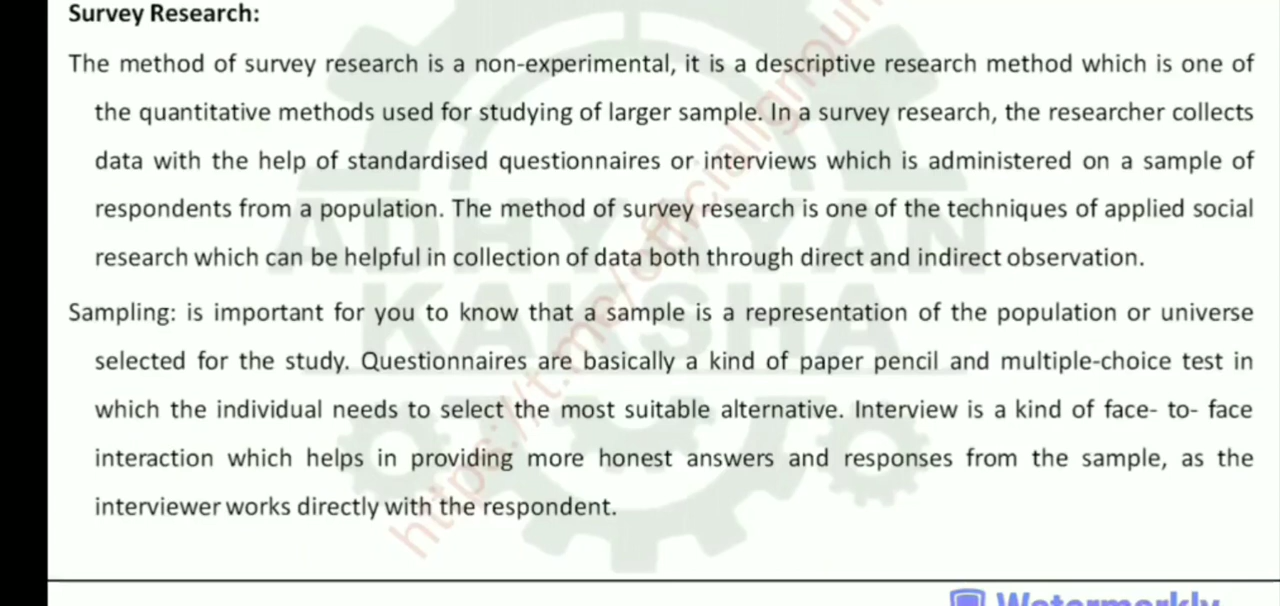 Survey Research:
The method of survey research is a non-experimental, it is a descriptive research method which is one of
the quantitative methods used for studying of larger sample. In a survey research, the researcher collects
data with the help of standardised questionnaires or interviews which is administered on a sample of
respondents from a population. The method of survey research is one of the techniques of applied social
research which can be helpful in collection of data both through direct and indirect observation.
Sampling: is important for you to know that a sample is a representation of the population or universe
selected for the study. Questionnaires are basically a kind of paper pencil and multiple-choice test in
which the individual needs to select the most suitable alternative. Interview is a kind of face- to- face
interaction which helps in providing more honest answers and responses from the sample, as the
interviewer works directly with the respondent.
ADHYAYAN
KAKSHA
Watermarkly